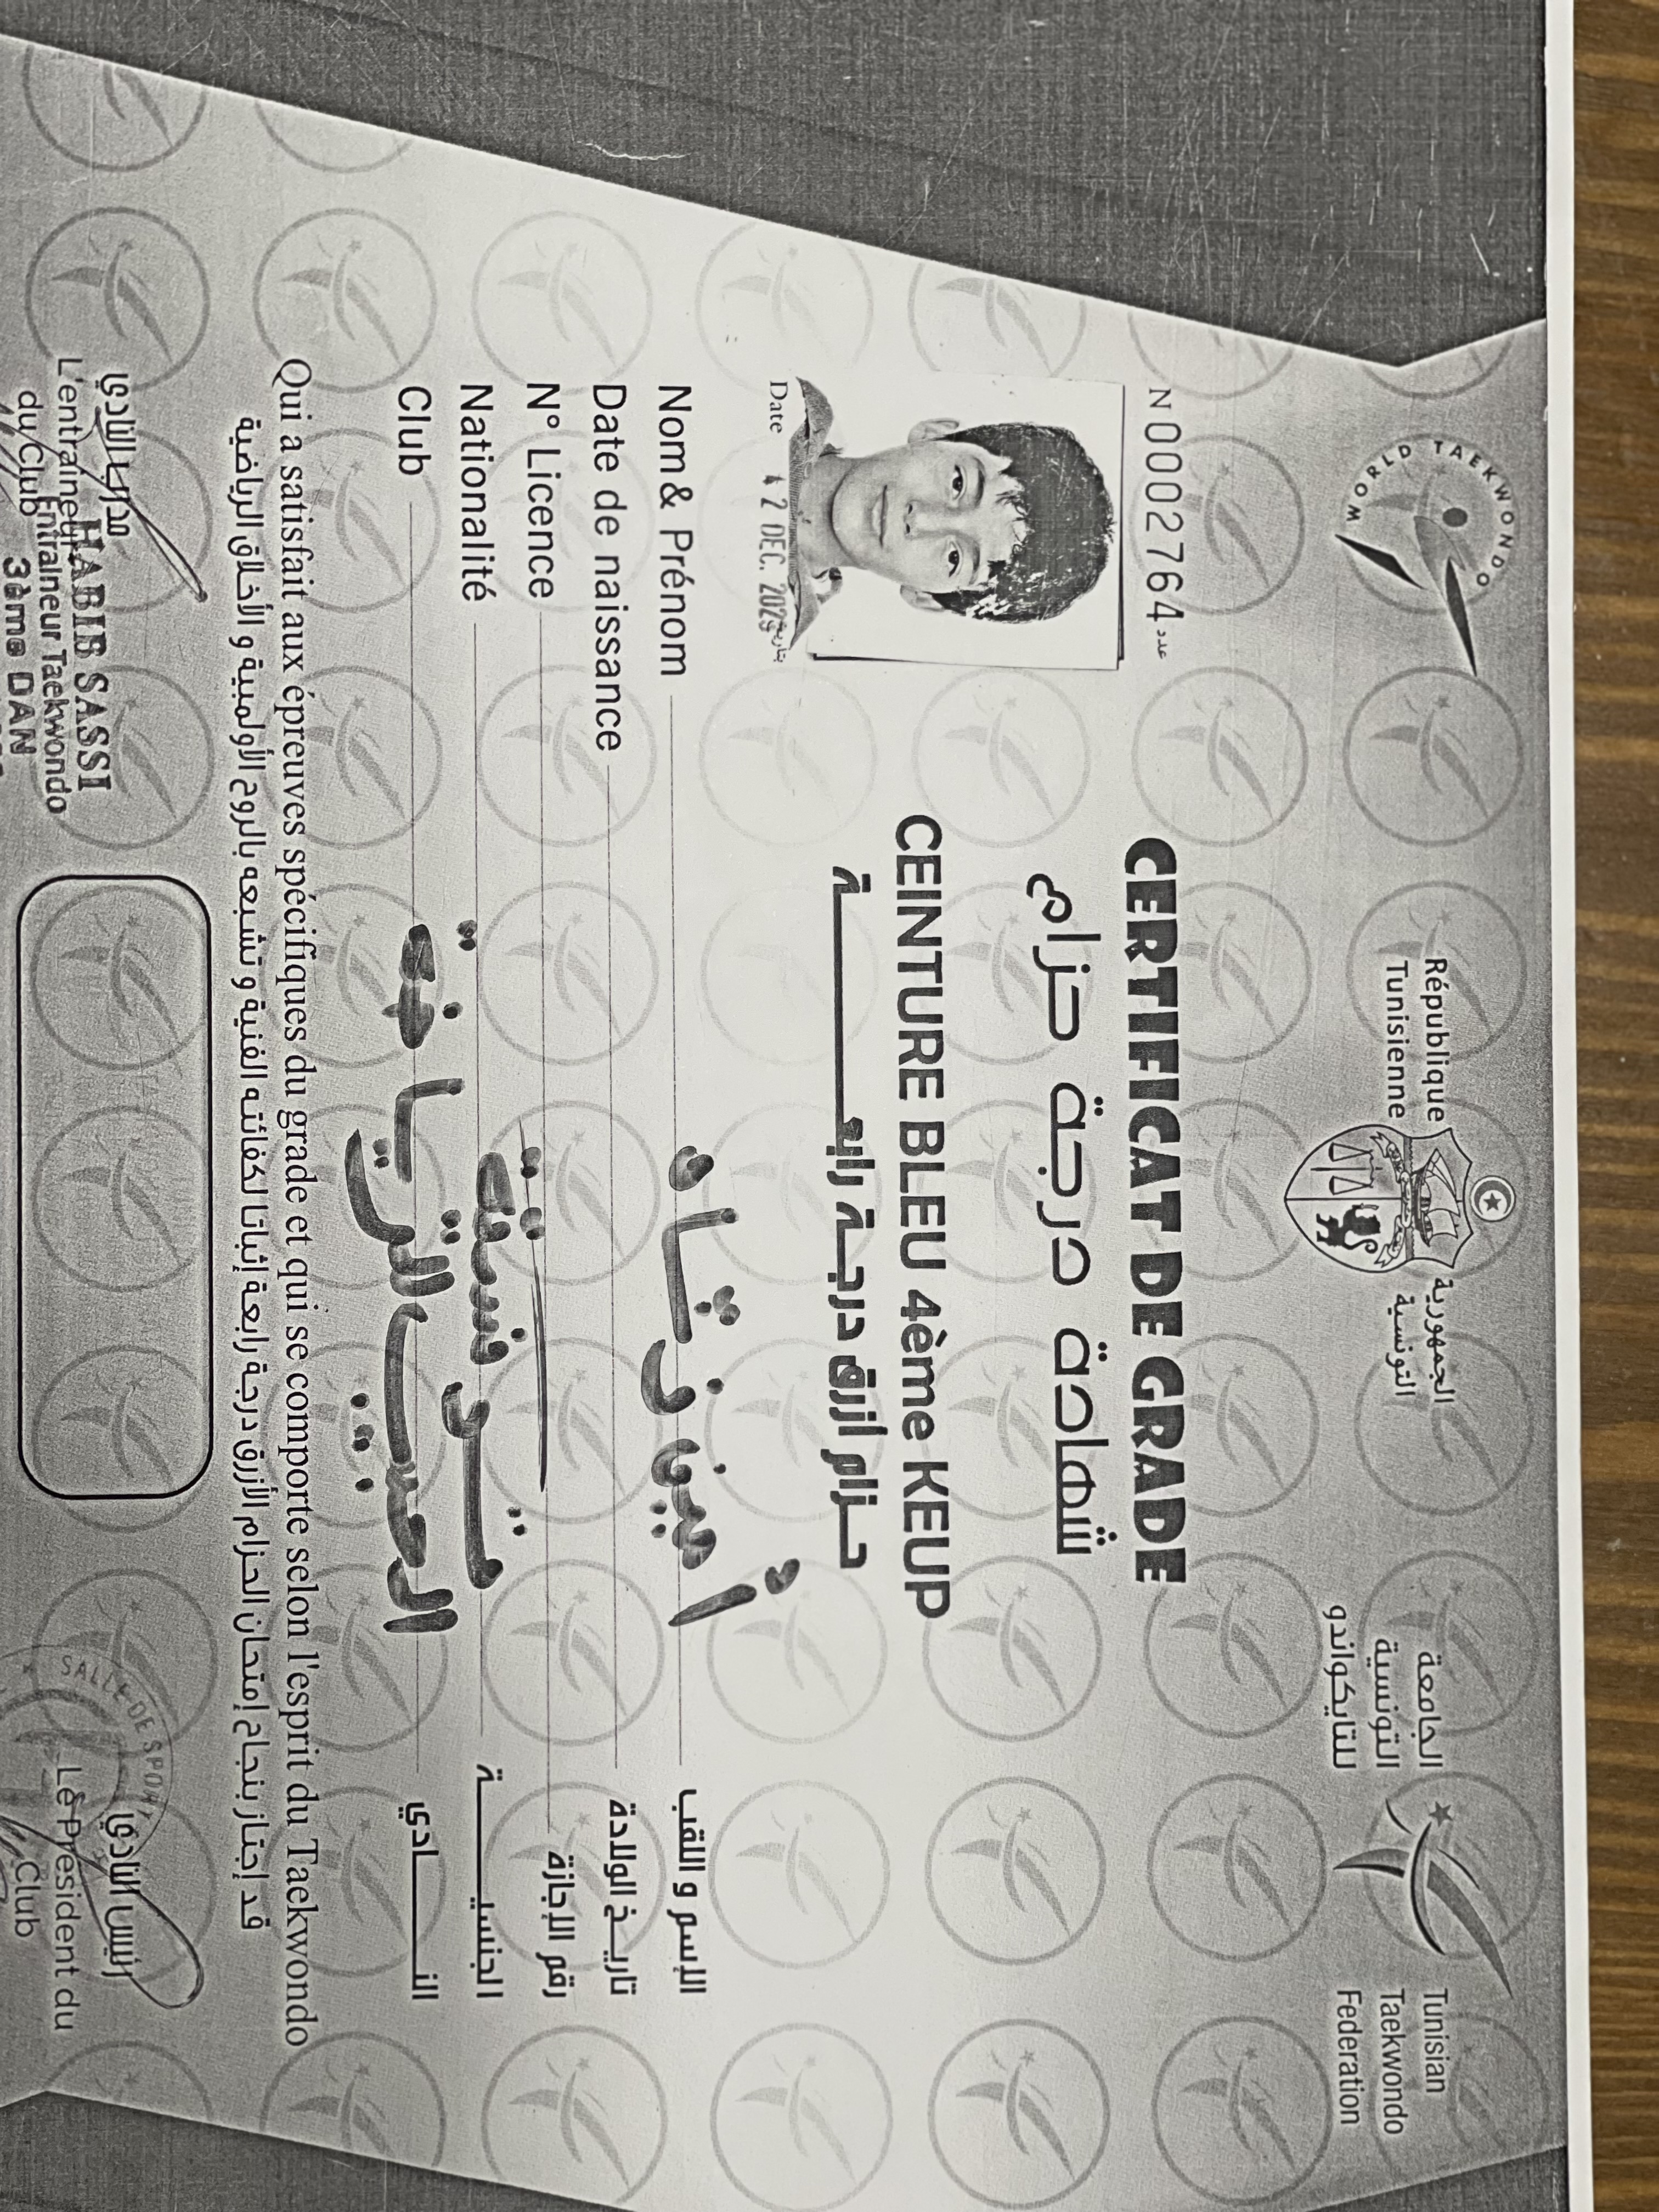 WORLD TAEKWONDO
République
Tunisienne
الجمهورية
التونسية
الجامعة
التونسية
للتايكواندو
Tunisian
Taekwondo
Federation
N 00002764 عدد
CERTIFICAT DE GRADE
شهادة درجة حزام
CEINTURE BLEU 4ème KEUP
حزام أزرق درجة رابعة
Date 2 DEC. 2023 بتاريخ
Nom & Prénom الإسم و اللقب
Date de naissance تاريخ الولادة
N° Licence رقم الإجازة
Nationalité تونسية الجنسية
Club النادي
Qui a satisfait aux épreuves spécifiques du grade et qui se comporte selon l'esprit du Taekwondo
قد إجتاز بنجاح إمتحان الحزام الأزرق درجة رابعة إثباتا لكفائته الفنية و تشبعه بالروح الأولمبية و الأخلاق الرياضية
مدرب النادي
L'entraineur
du Club
HABIB SASSI
Entraineur Taekwondo
3ème DAN
SALLE DE SPORT
رئيس النادي
Le Président du
Club